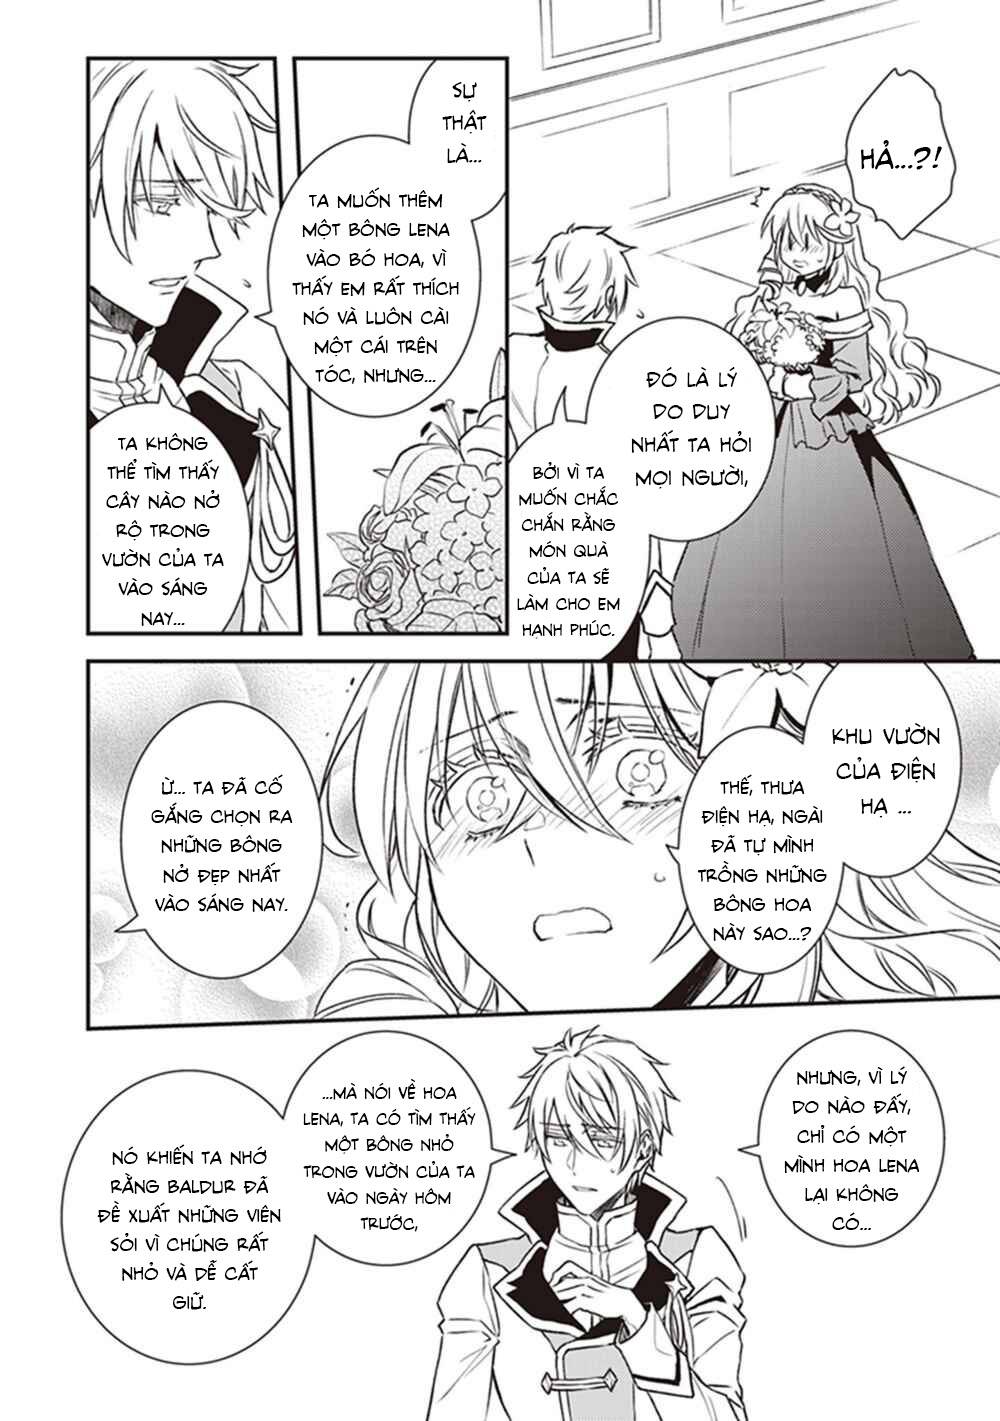 HẢ...?!
ĐÓ LÀ LÝ
DO DUY
NHẤT TA HỎI
MỌI NGƯỜI,
BỞI VÌ TA
MUỐN CHẮC
CHẮN RẰNG
MÓN QUÀ
CỦA TA SẼ
LÀM CHO EM
HẠNH PHÚC.
SỰ
THẬT
LÀ...
TA MUỐN THÊM
MỘT BÔNG LENA
VÀO BÓ HOA, VÌ
THẤY EM RẤT THÍCH
NÓ VÀ LUÔN CÀI
MỘT CÁI TRÊN
TÓC, NHƯNG...
TA KHÔNG
THỂ TÌM THẤY
CÂY NÀO NỞ
RỘ TRONG
VƯỜN CỦA TA
VÀO SÁNG
NAY...
KHU VƯỜN
CỦA ĐIỆN
HẠ ...
THẾ, THƯA
ĐIỆN HẠ, NGÀI
ĐÃ TỰ MÌNH
TRỒNG NHỮNG
BÔNG HOA
NÀY SAO...?
Ừ... TA ĐÃ CỐ
GẮNG CHỌN RA
NHỮNG BÔNG
NỞ ĐẸP NHẤT
VÀO SÁNG NAY.
NHƯNG, VÌ LÝ
DO NÀO ĐẤY,
CHỈ CÓ MỘT
MÌNH HOA LENA
LẠI KHÔNG
CÓ...
...MÀ NÓI VỀ HOA
LENA, TA CÓ TÌM THẤY
MỘT BÔNG NHỎ
TRONG VƯỜN CỦA TA
VÀO NGÀY HÔM
TRƯỚC,
NÓ KHIẾN TA NHỚ
RẰNG BALDUR ĐÃ
ĐỀ XUẤT NHỮNG VIÊN
SỎI VÌ CHÚNG RẤT
NHỎ VÀ DỄ CẤT
GIỮ.